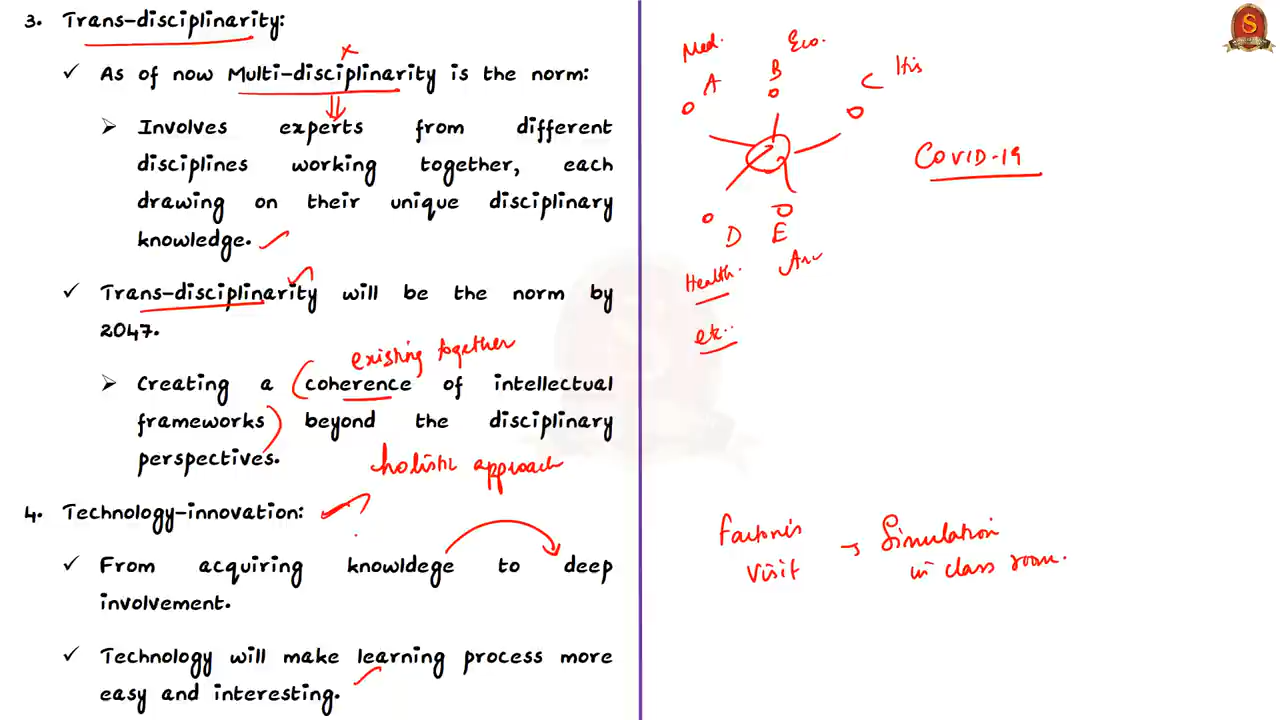 3. Trans-disciplinarity:
✓ As of now Multi-disciplinarity is the norm:
➢ Involves experts from different
disciplines working together, each
drawing on their unique disciplinary
knowledge.
✓ Trans-disciplinarity will be the norm by
2047.
existing together
➢ Creating a coherence of intellectual
frameworks beyond the disciplinary
perspectives.
holistic approach
4. Technology-innovation:
✓ From acquiring knowldege to deep
involvement.
✓ Technology will make learning process more
easy and interesting.
Med. Eco.
A B C His
COVID-19
D E
Health.
etc..
visit → Simulation
in class room.
S